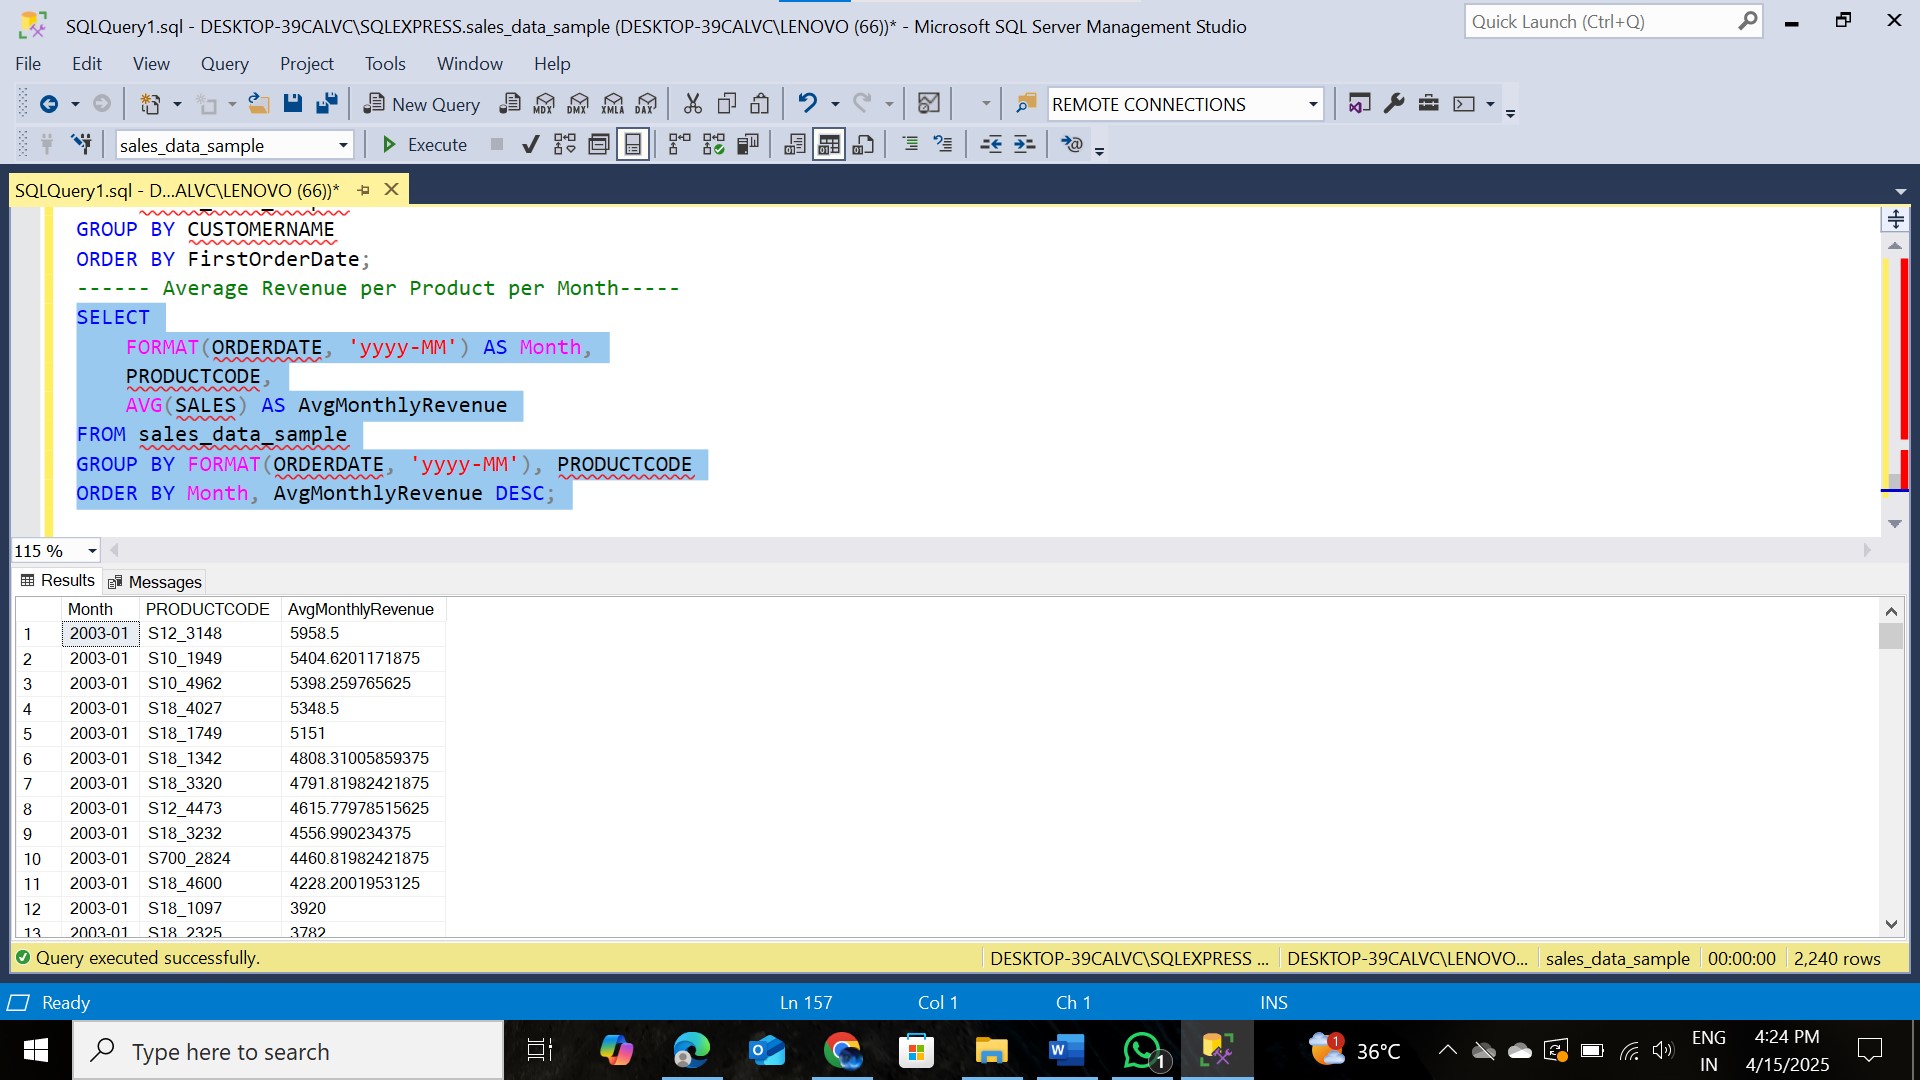 SQLQuery1.sql - DESKTOP-39CALVC\SQLEXPRESS.sales_data_sample (DESKTOP-39CALVC\LENOVO (66))* - Microsoft SQL Server Management Studio
Quick Launch (Ctrl+Q)
File Edit View Query Project Tools Window Help
New Query MDX DMX XMLA DAX REMOTE CONNECTIONS
sales_data_sample Execute
SQLQuery1.sql - D...ALVC\LENOVO (66))*
GROUP BY CUSTOMERNAME
ORDER BY FirstOrderDate;
------ Average Revenue per Product per Month-----
SELECT
FORMAT(ORDERDATE, 'yyyy-MM') AS Month,
PRODUCTCODE,
AVG(SALES) AS AvgMonthlyRevenue
FROM sales_data_sample
GROUP BY FORMAT(ORDERDATE, 'yyyy-MM'), PRODUCTCODE
ORDER BY Month, AvgMonthlyRevenue DESC;
115 %
Results Messages
Month PRODUCTCODE AvgMonthlyRevenue
1 2003-01 S12_3148 5958.5
2 2003-01 S10_1949 5404.6201171875
3 2003-01 S10_4962 5398.259765625
4 2003-01 S18_4027 5348.5
5 2003-01 S18_1749 5151
6 2003-01 S18_1342 4808.31005859375
7 2003-01 S18_3320 4791.81982421875
8 2003-01 S12_4473 4615.77978515625
9 2003-01 S18_3232 4556.990234375
10 2003-01 S700_2824 4460.81982421875
11 2003-01 S18_4600 4228.2001953125
12 2003-01 S18_1097 3920
13 2003-01 S18_2325 3782
Query executed successfully. DESKTOP-39CALVC\SQLEXPRESS ... DESKTOP-39CALVC\LENOVO... sales_data_sample 00:00:00 2,240 rows
Ready Ln 157 Col 1 Ch 1 INS
Type here to search
1
1
36°C
ENG
IN
4:24 PM
4/15/2025